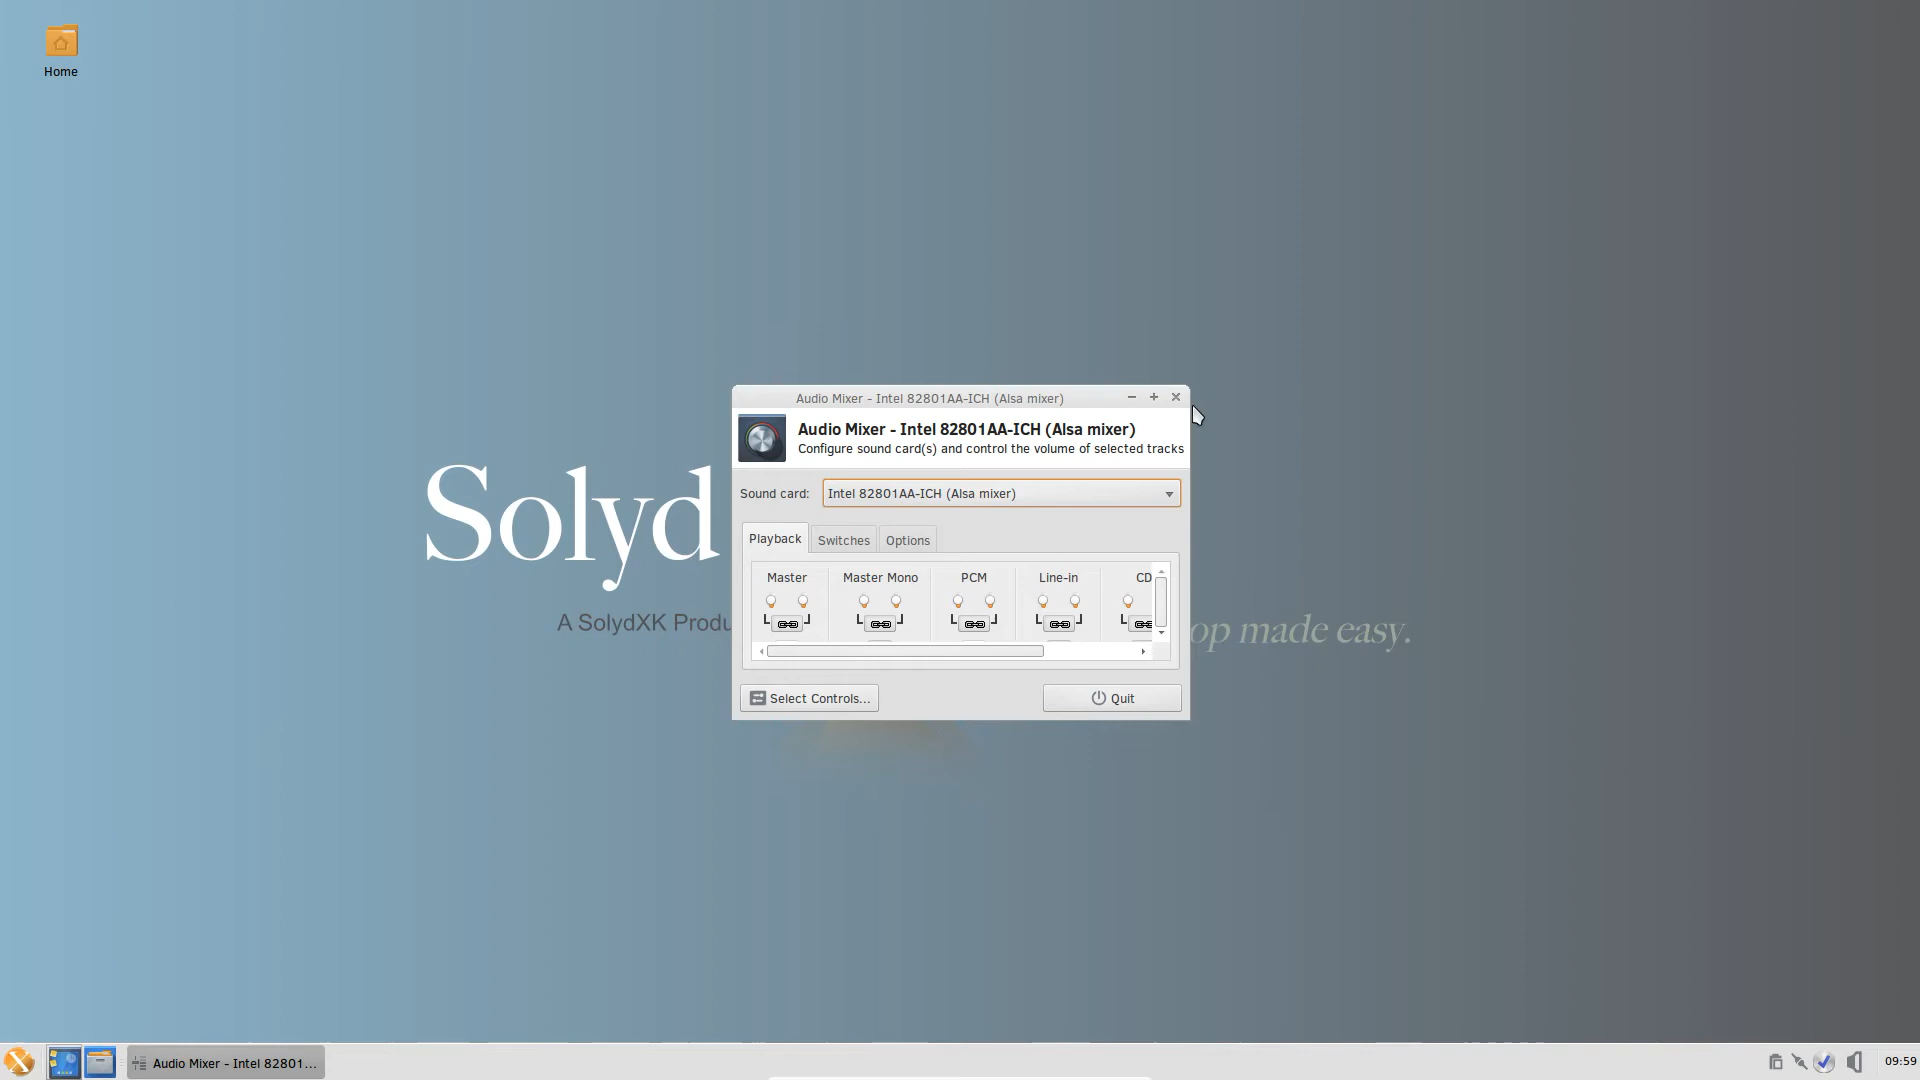 Home
Audio Mixer - Intel 82801AA-ICH (Alsa mixer)
Audio Mixer - Intel 82801AA-ICH (Alsa mixer)
Configure sound card(s) and control the volume of selected tracks
Sound card: Intel 82801AA-ICH (Alsa mixer)
Playback Switches Options
Master Master Mono PCM Line-in CD
Select Controls... Quit
Solyd
A SolydXK Produ
op made easy.
Audio Mixer - Intel 82801... 09:59